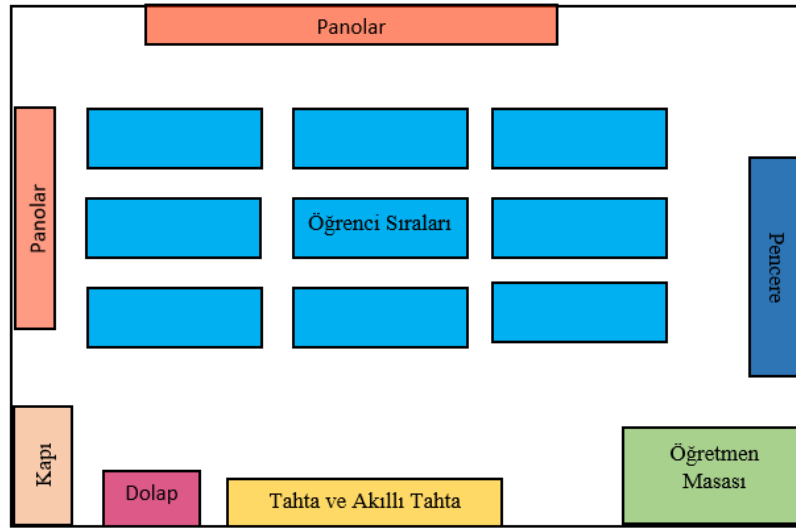 Panolar
Panolar
Öğrenci Sıraları
Pencere
Kapı
Dolap
Tahta ve Akıllı Tahta
Öğretmen
Masası